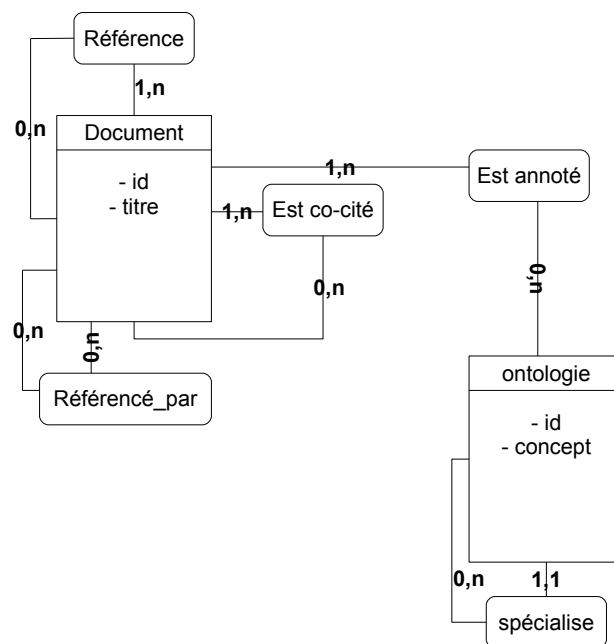 Référence
1,n
0,n
Document
- id
- titre
1,n
Est annoté
1,n
Est co-cité
0,n
0,n
0,n
0,n
Référencé_par
ontologie
- id
- concept
0,n
1,1
spécialise